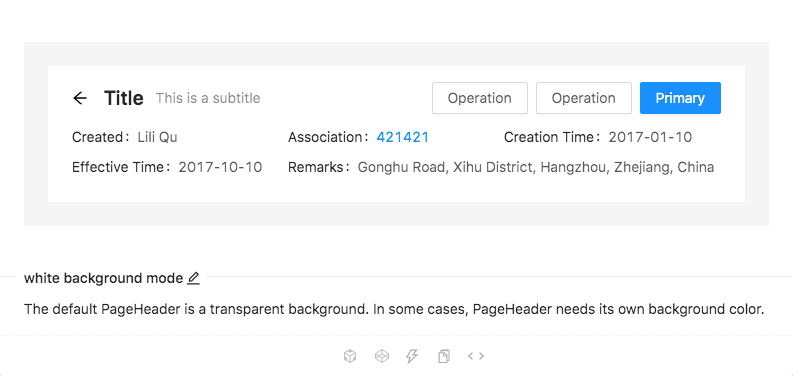 Title This is a subtitle Operation Operation Primary
Created: Lili Qu Association: 421421 Creation Time: 2017-01-10
Effective Time: 2017-10-10 Remarks: Gonghu Road, Xihu District, Hangzhou, Zhejiang, China
white background mode
The default PageHeader is a transparent background. In some cases, PageHeader needs its own background color.